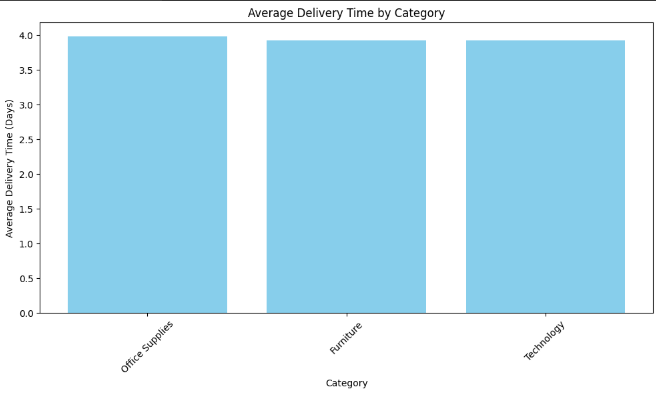 Average Delivery Time by Category
Average Delivery Time (Days)
4.0
3.5
3.0
2.5
2.0
1.5
1.0
0.5
0.0
Office Supplies
Furniture
Technology
Category